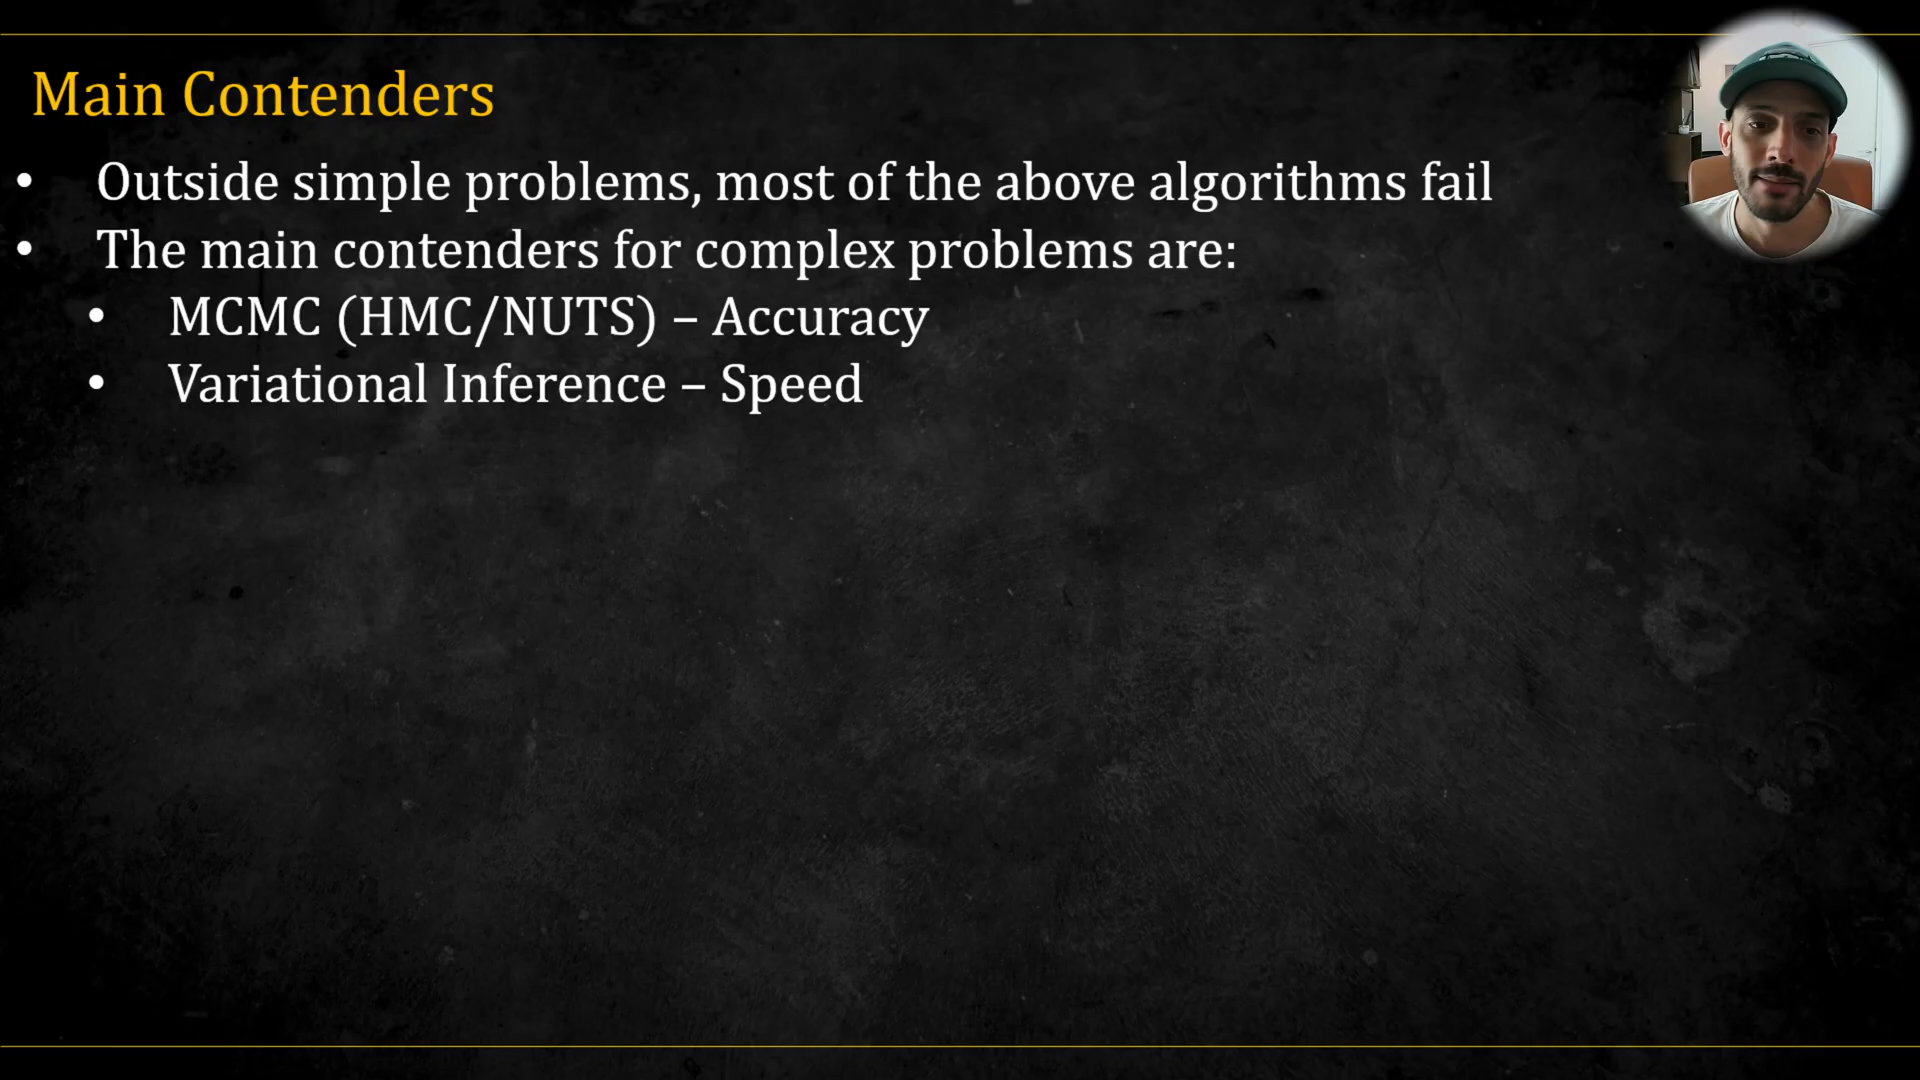 Main Contenders
• Outside simple problems, most of the above algorithms fail
• The main contenders for complex problems are:
• MCMC (HMC/NUTS) – Accuracy
• Variational Inference – Speed